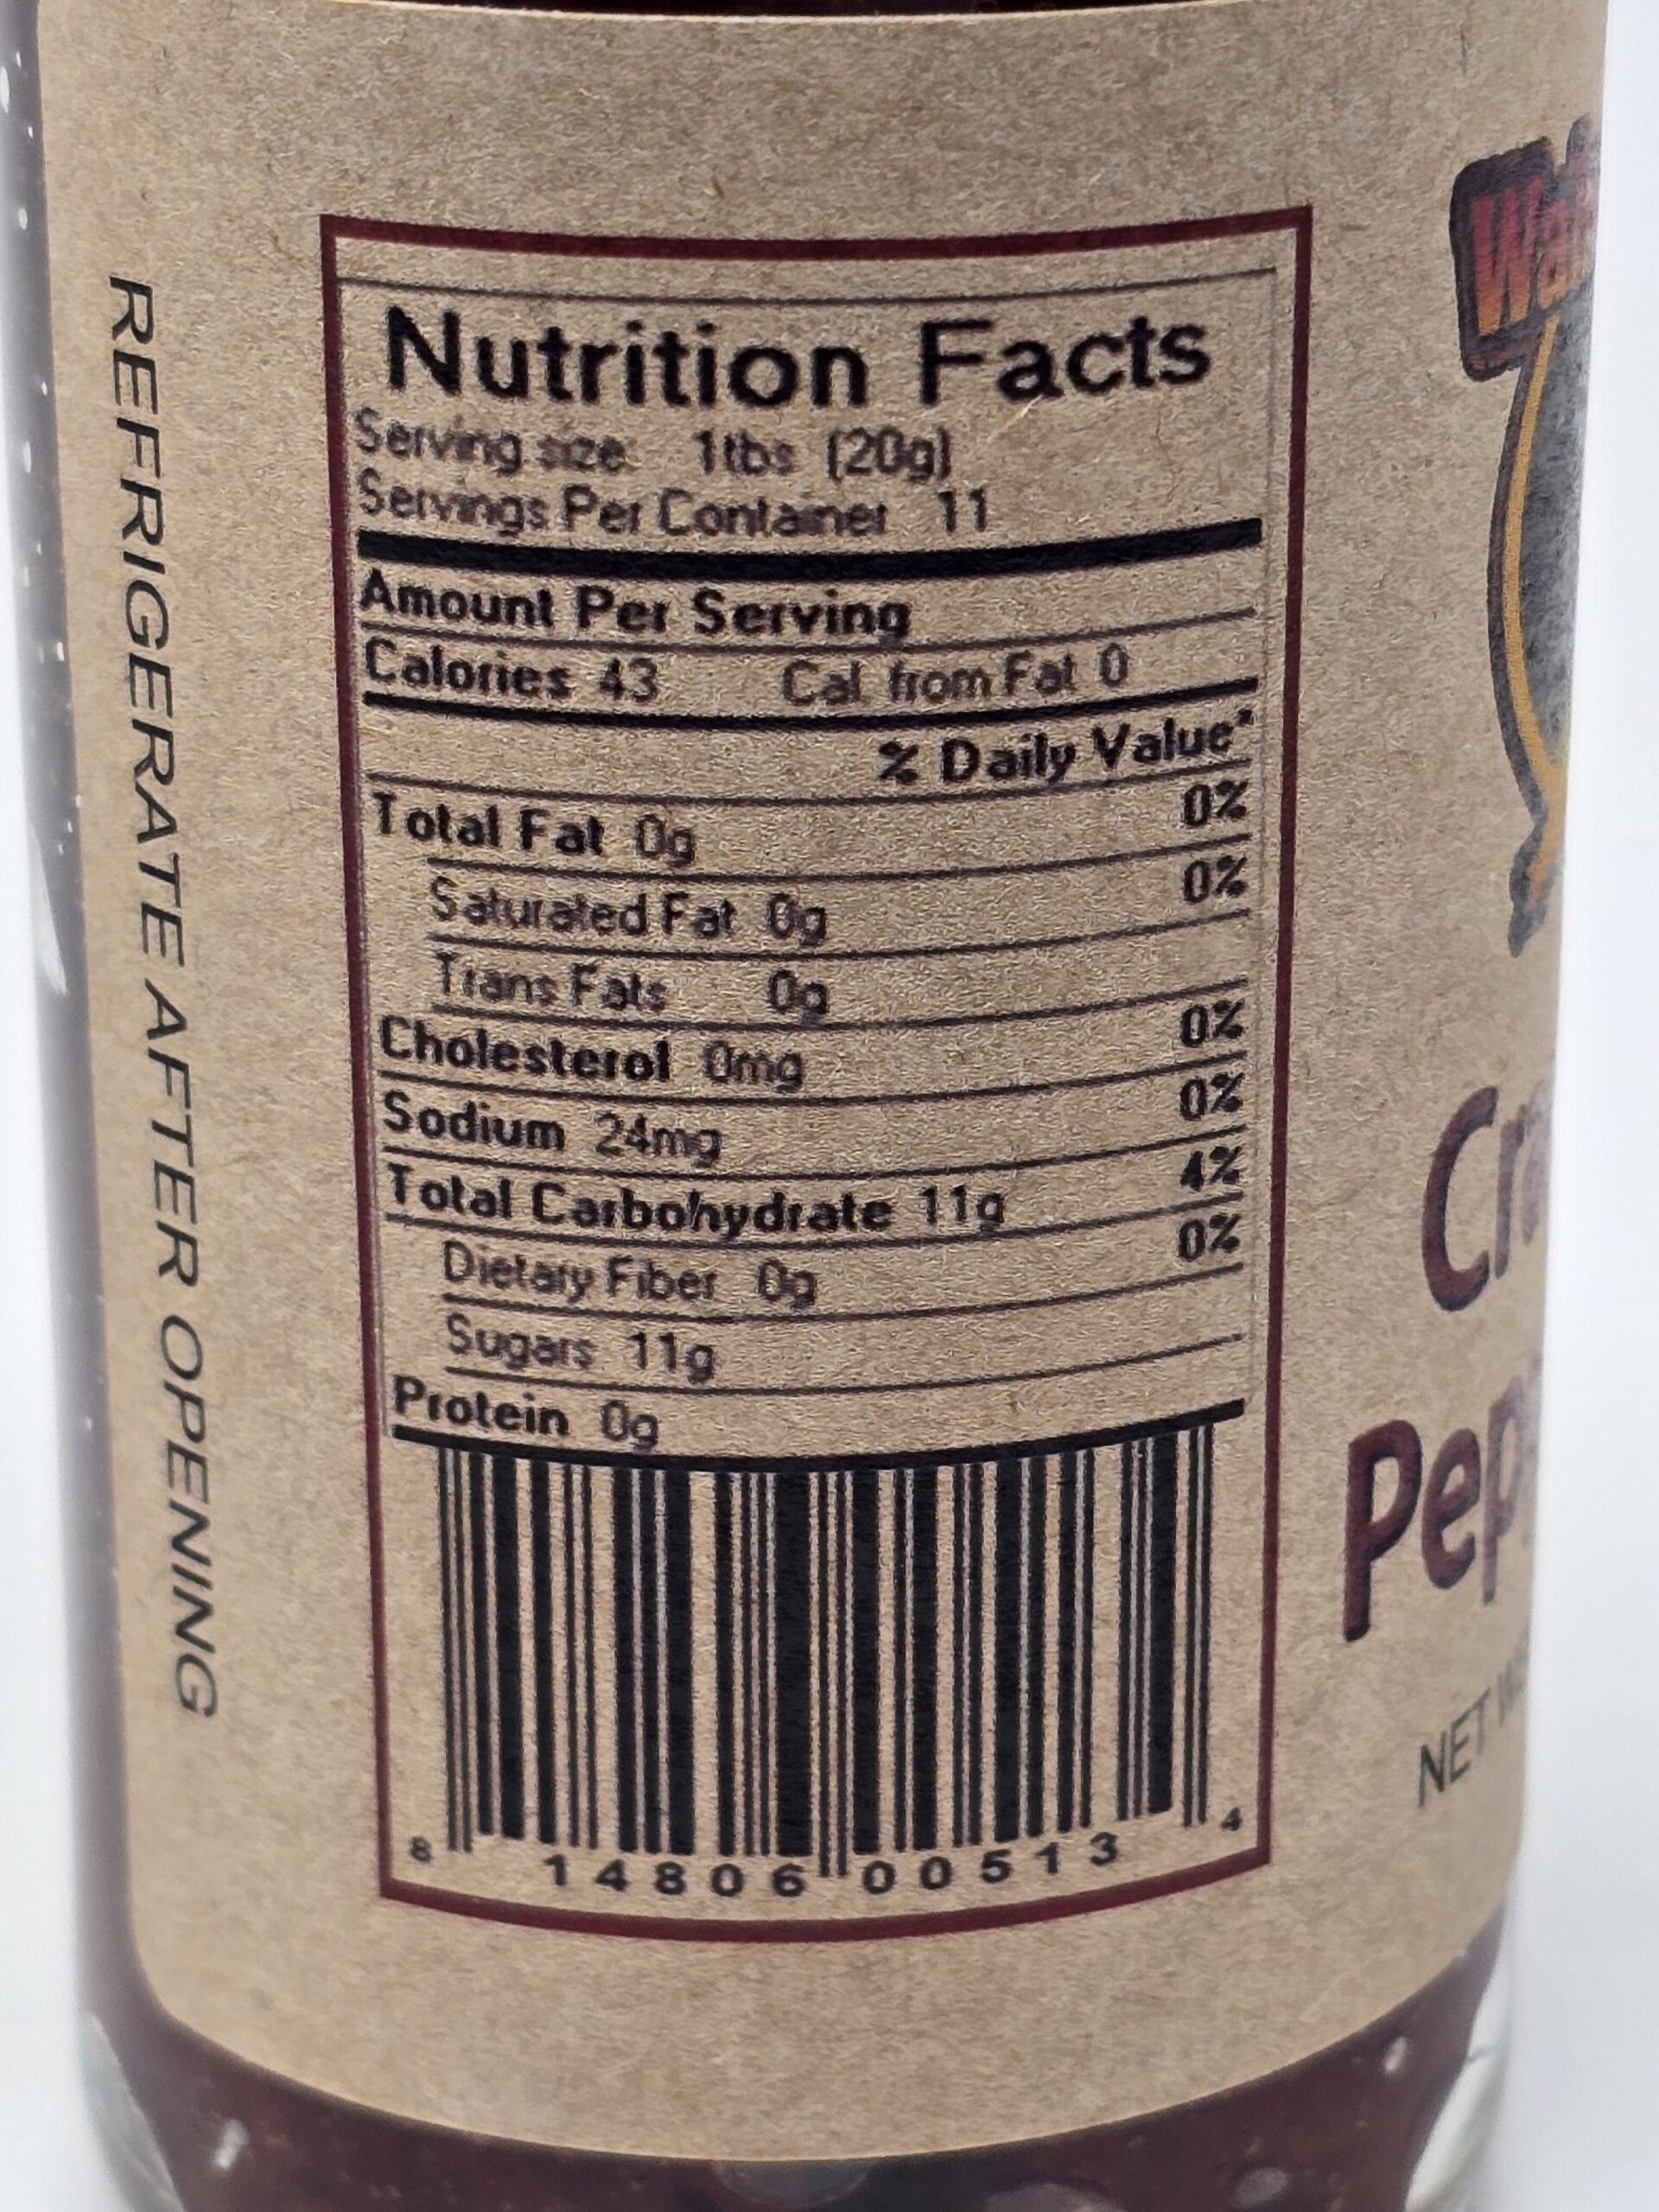 REFRIGERATE AFTER OPENING
Nutrition Facts
Serving size: 1tbs (20g)
Servings Per Container 11
Amount Per Serving
Calories 43 Cal. from Fat 0
% Daily Value*
Total Fat 0g 0%
Saturated Fat 0g 0%
Trans Fats 0g
Cholesterol 0mg 0%
Sodium 24mg 0%
Total Carbohydrate 11g 4%
Dietary Fiber 0g 0%
Sugars 11g
Protein 0g
8 14806 00513 4
NET